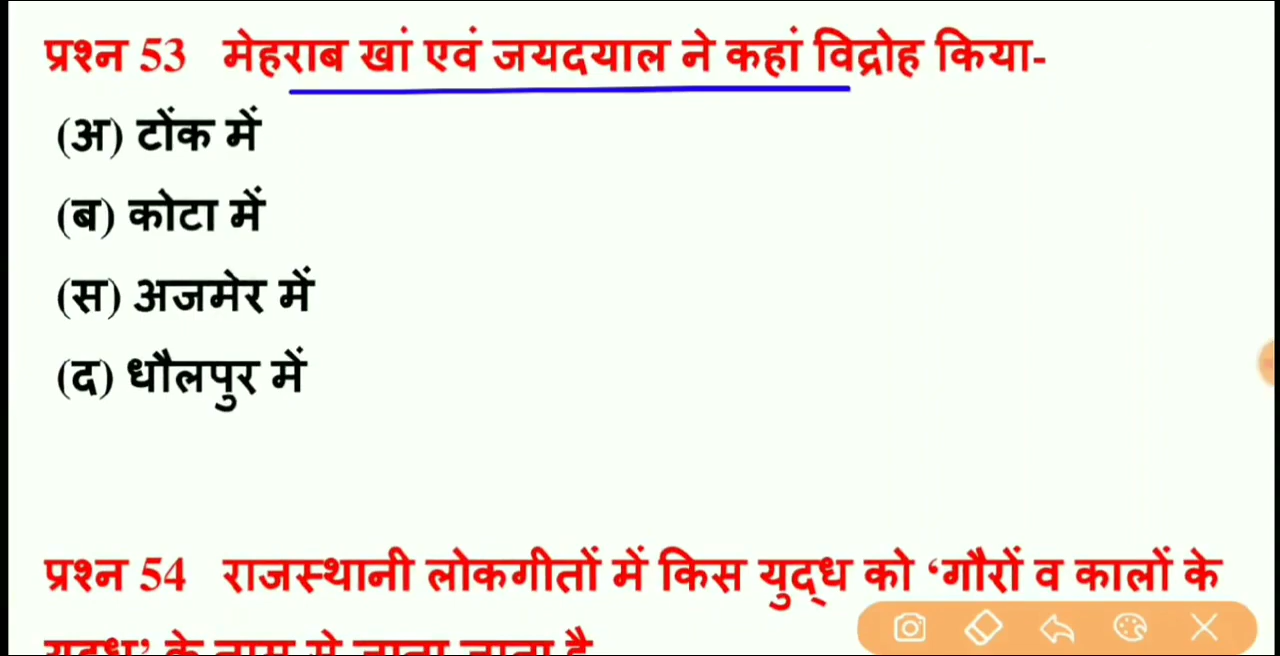 प्रश्न 53 मेहराब खां एवं जयदयाल ने कहां विद्रोह किया-
(अ) टोंक में
(ब) कोटा में
(स) अजमेर में
(द) धौलपुर में
प्रश्न 54 राजस्थानी लोकगीतों में किस युद्ध को ‘गौरों व कालों के
युद्ध’ के नाम से जाना जाता है